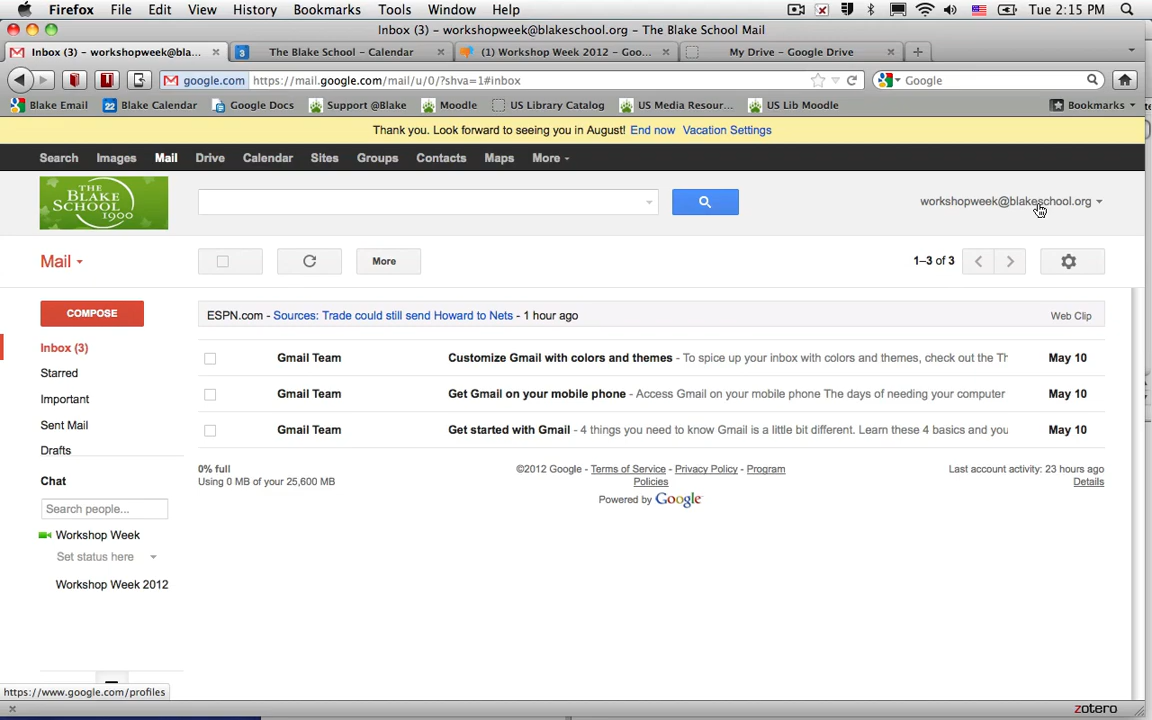 Firefox File Edit View History Bookmarks Tools Window Help Tue 2:15 PM
Inbox (3) – workshopweek@blakeschool.org – The Blake School Mail
Inbox (3) – workshopweek@bla... The Blake School – Calendar (1) Workshop Week 2012 – Goo... My Drive – Google Drive
google.com https://mail.google.com/mail/u/0/?shva=1#inbox Google
Blake Email Blake Calendar Google Docs Support @Blake Moodle US Library Catalog US Media Resour... US Lib Moodle Bookmarks
Thank you. Look forward to seeing you in August! End now Vacation Settings
Search Images Mail Drive Calendar Sites Groups Contacts Maps More
THE
BLAKE
SCHOOL
1900
workshopweek@blakeschool.org
Mail More 1–3 of 3
COMPOSE
ESPN.com - Sources: Trade could still send Howard to Nets - 1 hour ago Web Clip
Inbox (3)
Starred
Important
Sent Mail
Drafts
Gmail Team Customize Gmail with colors and themes - To spice up your inbox with colors and themes, check out the Th May 10
Gmail Team Get Gmail on your mobile phone - Access Gmail on your mobile phone The days of needing your computer May 10
Gmail Team Get started with Gmail - 4 things you need to know Gmail is a little bit different. Learn these 4 basics and you May 10
0% full
Using 0 MB of your 25,600 MB
©2012 Google - Terms of Service - Privacy Policy - Program
Policies
Powered by Google
Last account activity: 23 hours ago
Details
Chat
Search people...
Workshop Week
Set status here
Workshop Week 2012
https://www.google.com/profiles
zotero